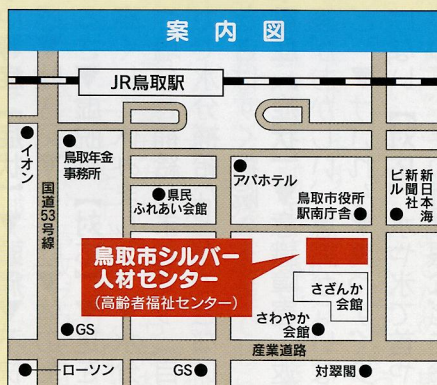 案内図
JR鳥取駅
イオン
鳥取年金
事務所
国道53号線
県民
ふれあい会館
アパホテル
鳥取市役所
駅南庁舎
新日本海
新聞社
ビル
鳥取市シルバー
人材センター
(高齢者福祉センター)
さざんか
会館
さわやか
会館
GS
産業道路
ローソン
GS
対翠閣